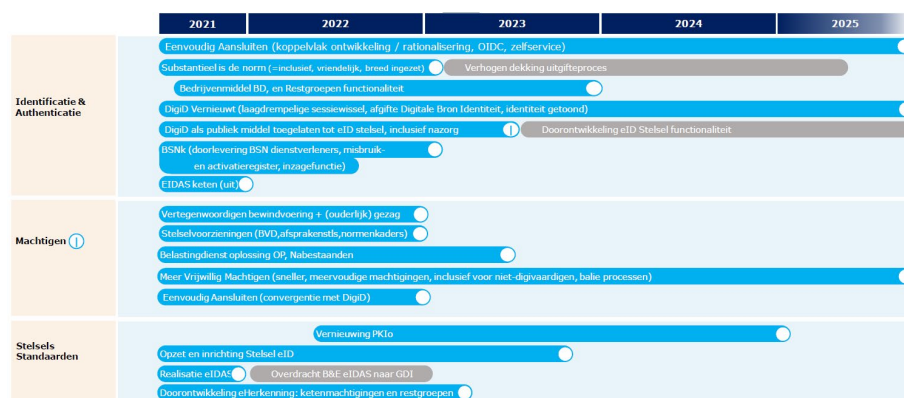 2021 2022 2023 2024 2025
Identificatie &
Authenticatie
Eenvoudig Aansluiten (koppelvlak ontwikkeling / rationalisering, OIDC, zelfservice)
Substantieel is de norm (=inclusief, vriendelijk, breed ingezet)
Verhogen dekking uitgifteproces
Bedrijvenmiddel BD, en Restgroepen functionaliteit
DigiD Vernieuwt (laagdrempelige sessiewissel, afgifte Digitale Bron Identiteit, identiteit getoond)
DigiD als publiek middel toegelaten tot eID stelsel, inclusief nazorg
Doorontwikkeling eID Stelsel functionaliteit
BSNk (doorlevering BSN dienstverleners, misbruik-
en activatieregister, inzagefunctie)
EIDAS keten (uit)
Machtigen
Vertegenwoordigen bewindvoering + (ouderlijk) gezag
Stelselvoorzieningen (BVD,afsprakenstls,normenkaders)
Belastingdienst oplossing OP, Nabestaanden
Meer Vrijwillig Machtigen (sneller, meervoudige machtigingen, inclusief voor niet-digivaardigen, balie processen)
Eenvoudig Aansluiten (convergentie met DigiD)
Stelsels
Standaarden
Vernieuwing PKIo
Opzet en inrichting Stelsel eID
Realisatie eIDAS
Overdracht B&E eIDAS naar GDI
Doorontwikkeling eHerkenning: ketenmachtigingen en restgroepen